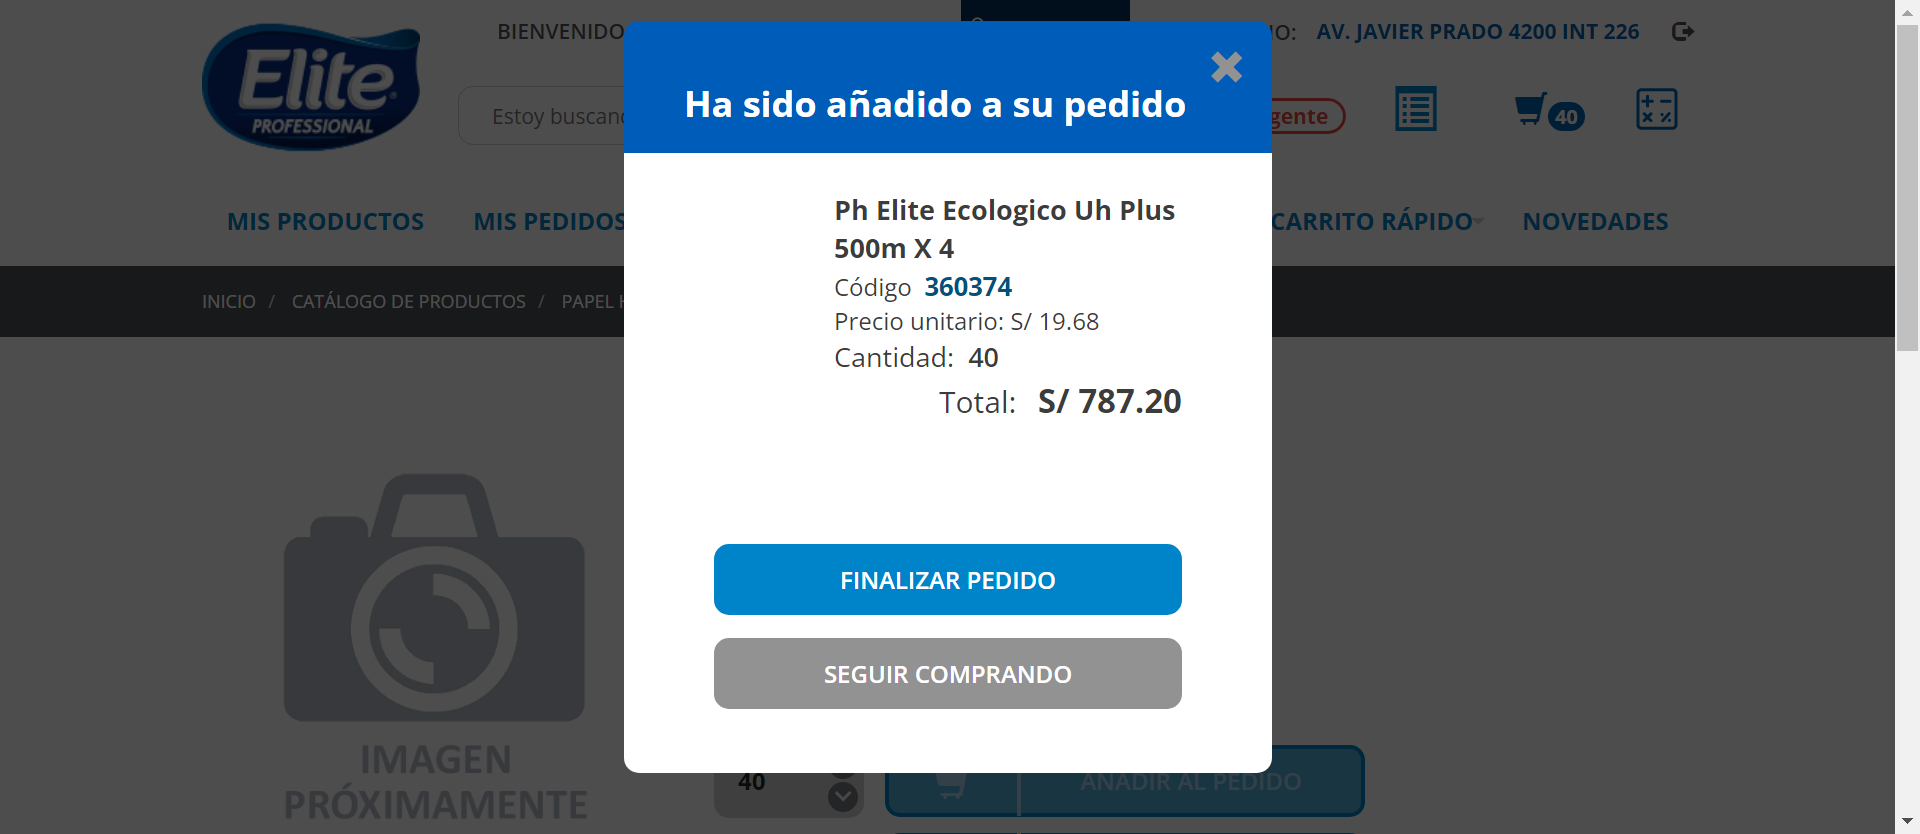 Elite
PROFESSIONAL
BIENVENIDO
AV. JAVIER PRADO 4200 INT 226
Estoy
gente
40
MIS PRODUCTOS
MIS PEDIDOS
CARRITO RÁPIDO
NOVEDADES
INICIO / CATÁLOGO DE PRODUCTOS / PAPEL
Ha sido añadido a su pedido
Ph Elite Ecologico Uh Plus
500m X 4
Código 360374
Precio unitario: S/ 19.68
Cantidad: 40
Total: S/ 787.20
FINALIZAR PEDIDO
SEGUIR COMPRANDO
IMAGEN
PRÓXIMAMENTE
40
AÑADIR AL PEDIDO